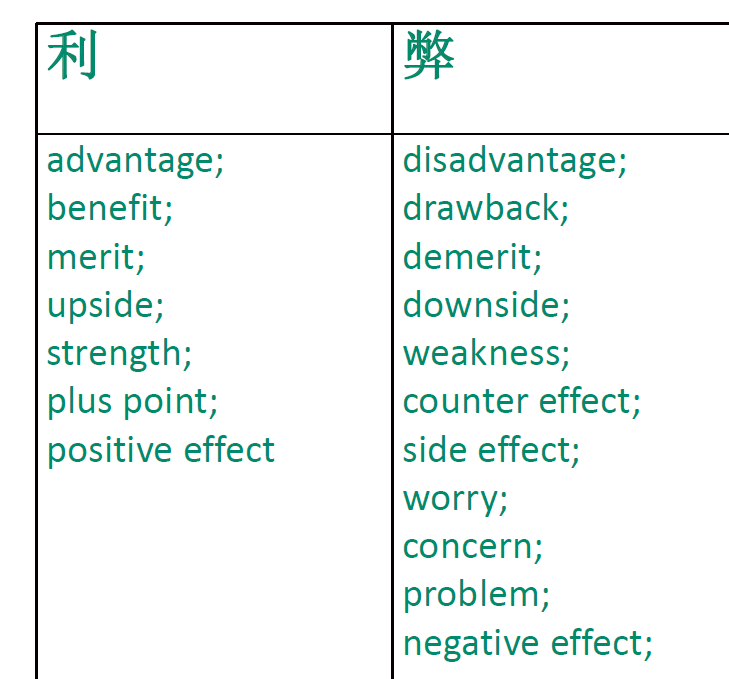 利
弊
advantage;
benefit;
merit;
upside;
strength;
plus point;
positive effect
disadvantage;
drawback;
demerit;
downside;
weakness;
counter effect;
side effect;
worry;
concern;
problem;
negative effect;